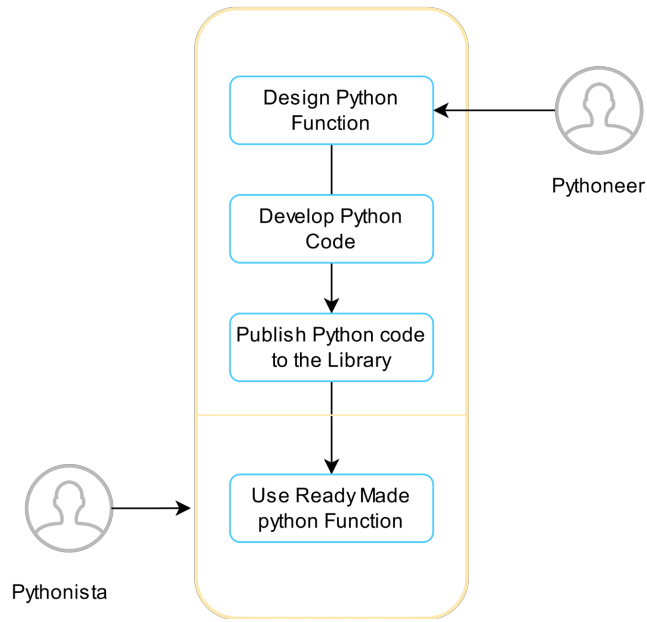 Design Python
Function
Pythoneer
Develop Python
Code
Publish Python code
to the Library
Use Ready Made
python Function
Pythonista